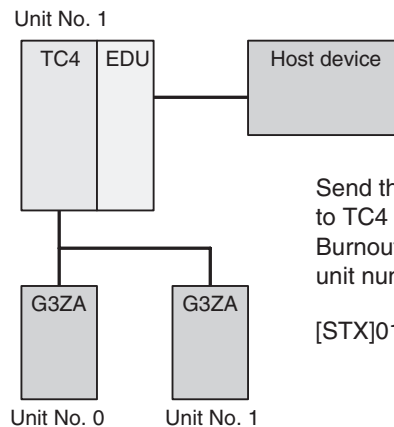 Unit No. 1
TC4 EDU
Host device
Send th
to TC4
Burnou
unit nur
[STX]01
G3ZA G3ZA
Unit No. 0 Unit No. 1